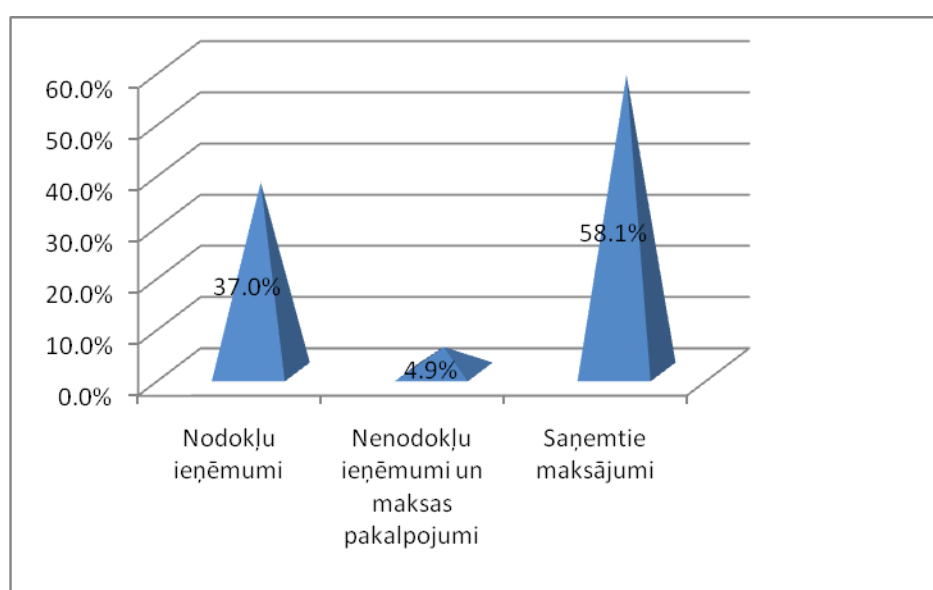 60.0%
50.0%
40.0%
30.0%
20.0%
10.0%
0.0%
37.0%
4.9%
58.1%
Nodokļu
ieņēmumi
Nenodokļu
ieņēmumi un
maksas
pakalpojumi
Saņemtie
maksājumi